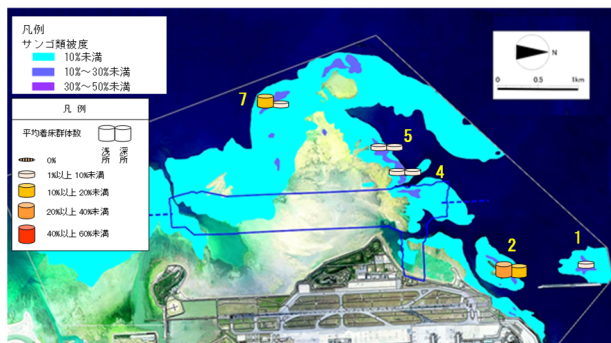 凡例
サンゴ類被度
10%未満
10%~30%未満
30%~50%未満
凡 例
平均着床群体数
浅所 深所
0%
1%以上 10%未満
10%以上 20%未満
20%以上 40%未満
40%以上 60%未満
N
0 0.5 1km
7
5
4
2
1